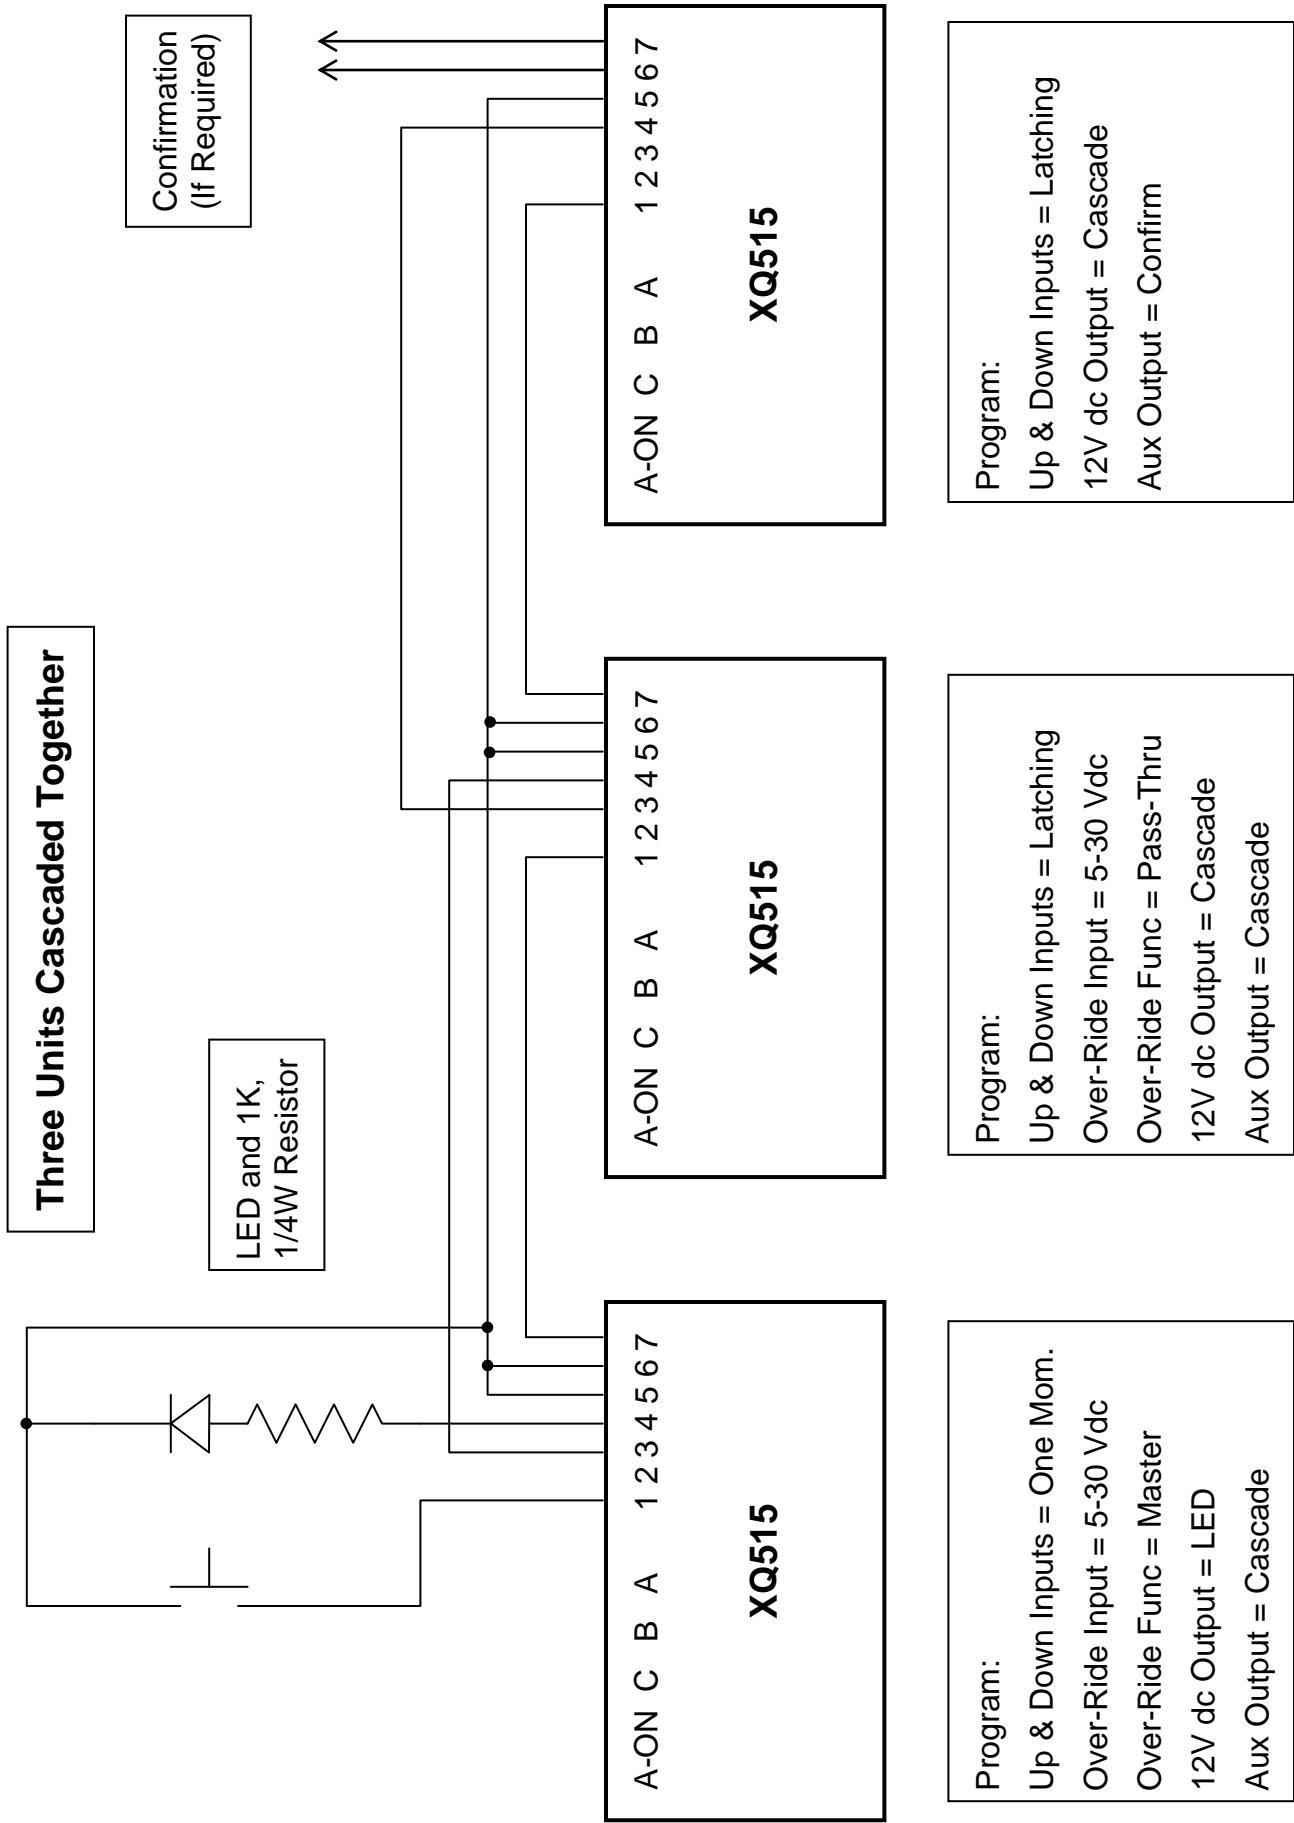 Three Units Cascaded Together
LED and 1K,
1/4W Resistor
Confirmation
(If Required)
A-ON C B A 1 2 3 4 5 6 7
XQ515
A-ON C B A 1 2 3 4 5 6 7
XQ515
A-ON C B A 1 2 3 4 5 6 7
XQ515
Program:
Up & Down Inputs = One Mom.
Over-Ride Input = 5-30 Vdc
Over-Ride Func = Master
12V dc Output = LED
Aux Output = Cascade
Program:
Up & Down Inputs = Latching
Over-Ride Input = 5-30 Vdc
Over-Ride Func = Pass-Thru
12V dc Output = Cascade
Aux Output = Cascade
Program:
Up & Down Inputs = Latching
12V dc Output = Cascade
Aux Output = Confirm